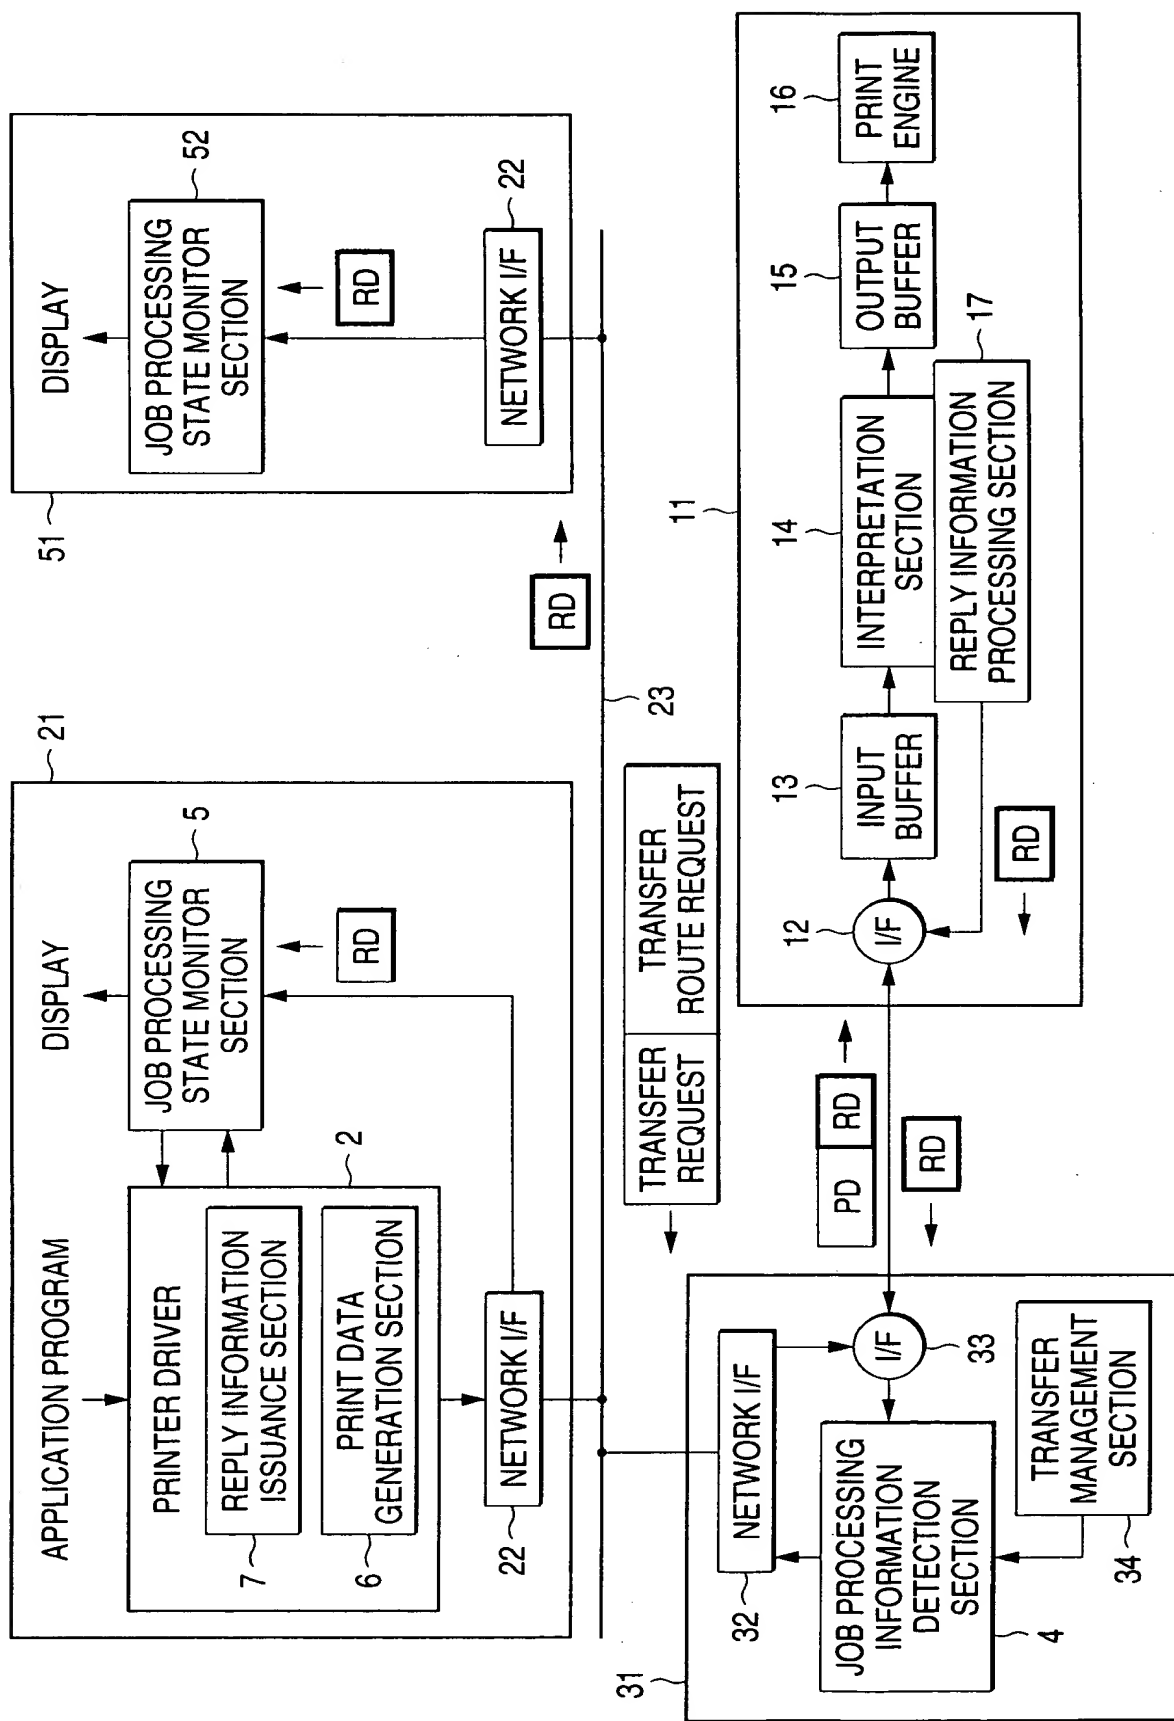 APPLICATION PROGRAM
DISPLAY
21
PRINTER DRIVER
REPLY INFORMATION
ISSUANCE SECTION
7
PRINT DATA
GENERATION SECTION
6
2
JOB PROCESSING
STATE MONITOR
SECTION
5
RD
NETWORK I/F
22
DISPLAY
51
JOB PROCESSING
STATE MONITOR
SECTION
52
RD
NETWORK I/F
22
RD
23
TRANSFER
REQUEST
TRANSFER
ROUTE REQUEST
31
NETWORK I/F
32
I/F
33
JOB PROCESSING
INFORMATION
DETECTION
SECTION
4
TRANSFER
MANAGEMENT
SECTION
34
PD
RD
RD
11
I/F
12
INPUT
BUFFER
13
INTERPRETATION
SECTION
14
OUTPUT
BUFFER
15
PRINT
ENGINE
16
REPLY INFORMATION
PROCESSING SECTION
17
RD